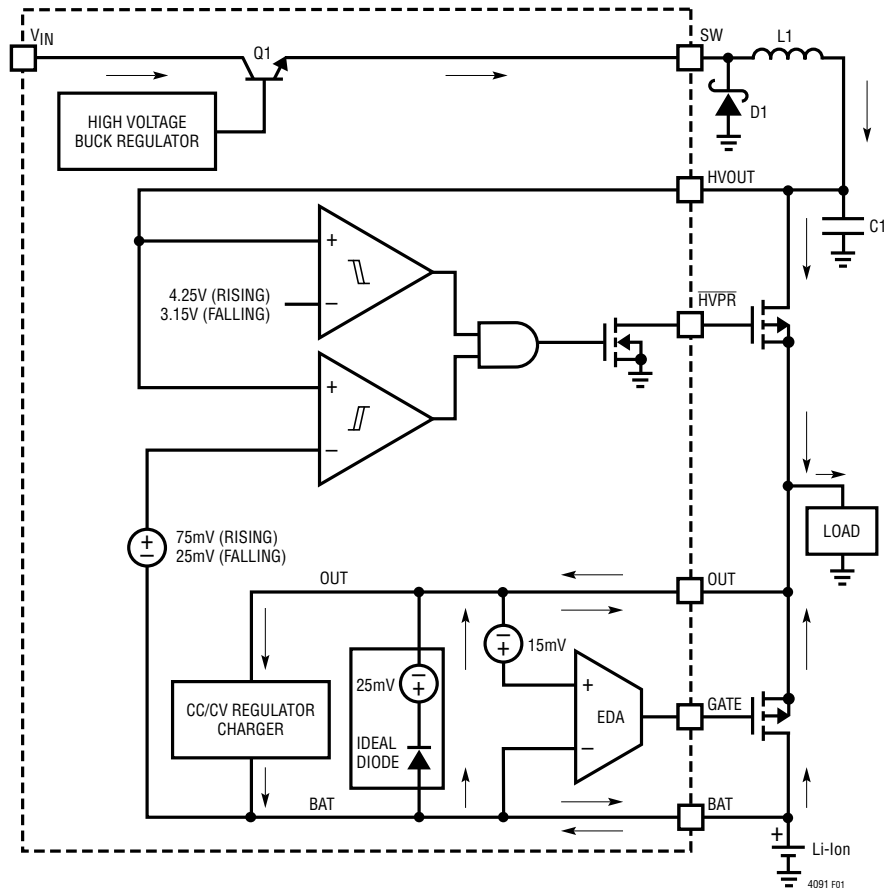 VIN
Q1
SW
L1
D1
HIGH VOLTAGE
BUCK REGULATOR
HVOUT
C1
+
4.25V (RISING)
3.15V (FALLING)
−
HVPR
+
−
75mV (RISING)
25mV (FALLING)
+
−
LOAD
OUT
OUT
−
+
15mV
25mV
−
+
CC/CV REGULATOR
CHARGER
IDEAL
DIODE
+
EDA
−
GATE
BAT
BAT
+
Li-Ion
4091 F01